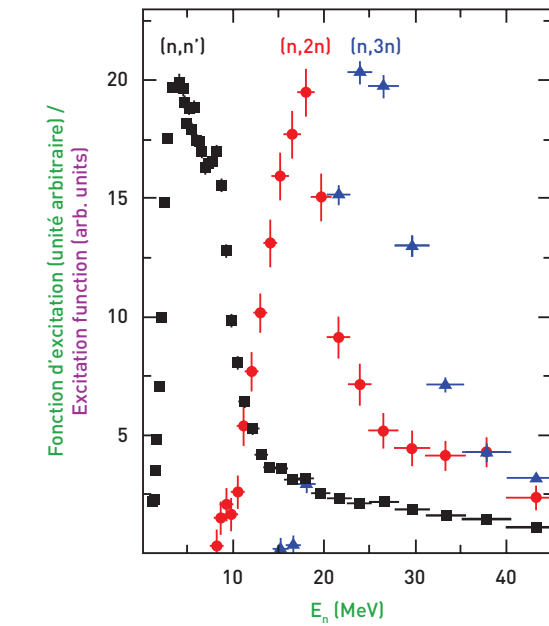 (n,n') (n,2n) (n,3n)
20
15
10
5
Fonction d'excitation (unité arbitraire) /
Excitation function (arb. units)
10 20 30 40
Eₙ (MeV)